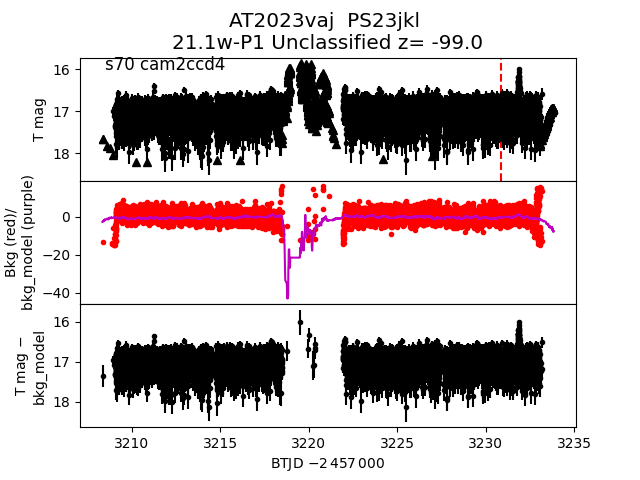 AT2023vaj  PS23jkl
21.1w-P1 Unclassified z= -99.0
s70 cam2ccd4
16
17
18
T mag
0
−20
−40
Bkg (red)/
bkg_model (purple)
16
17
18
T mag −
bkg_model
3210
3215
3220
3225
3230
3235
BTJD −2 457 000